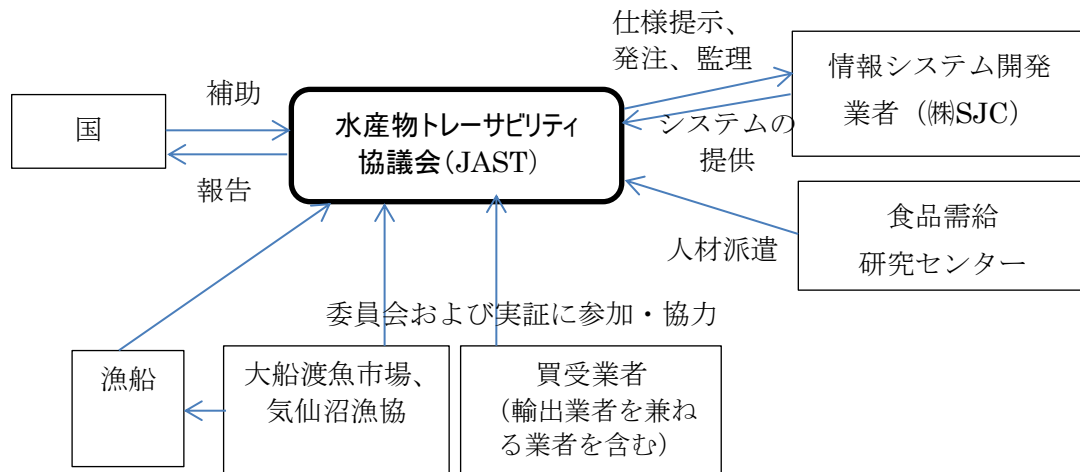 仕様提示、
発注、監理
情報システム開発
業者（㈱SJC）
補助
国
水産物トレーサビリティ
協議会（JAST）
システムの
提供
報告
食品需給
研究センター
人材派遣
委員会および実証に参加・協力
漁船
大船渡魚市場、
気仙沼漁協
買受業者
（輸出業者を兼ね
る業者を含む）